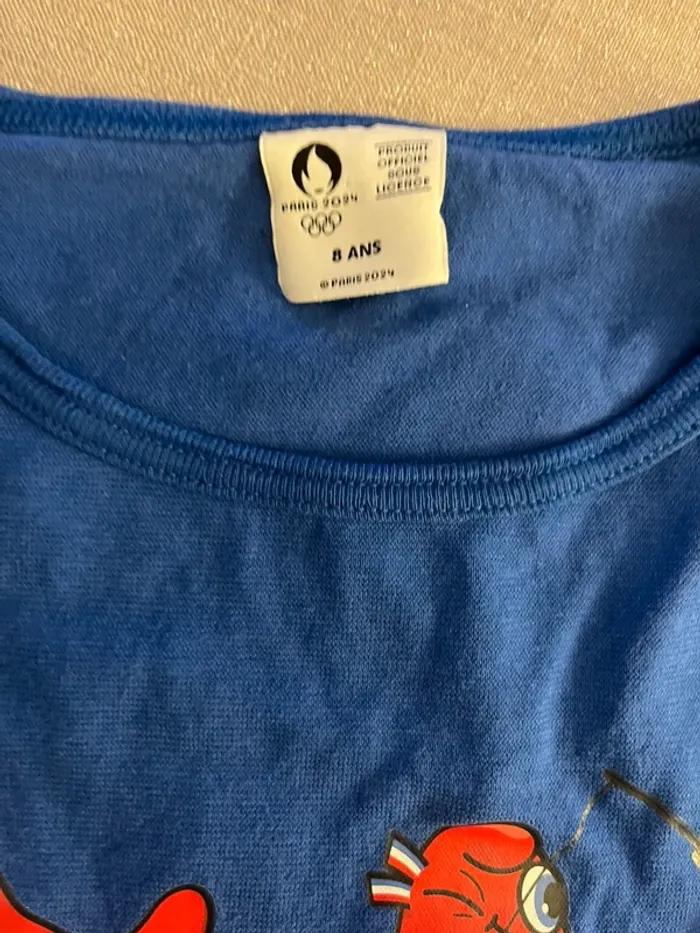 PRODUIT
OFFICIEL
SOUS
LICENCE
PARIS 2024
8 ANS
© PARIS 2024